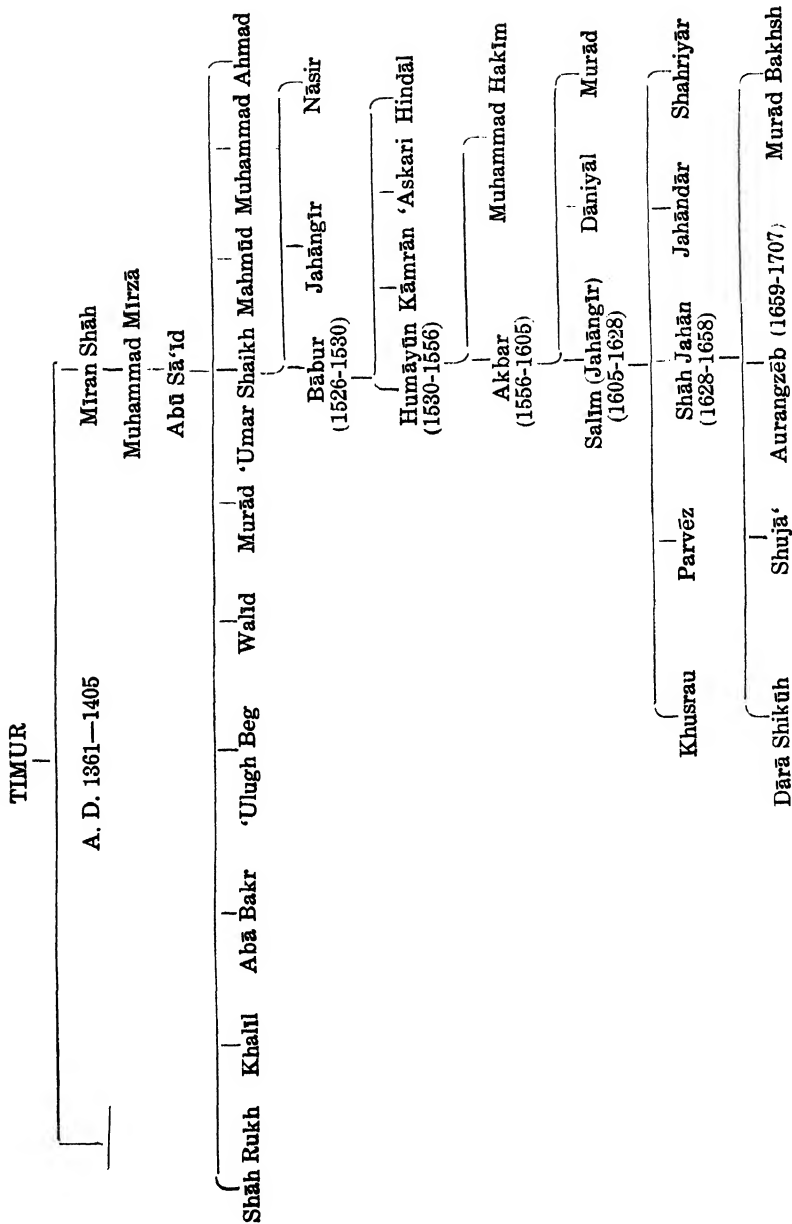 TIMUR
A. D. 1361—1405
Mīran Shāh
Muhammad Mīrzā
Abū Sā‘īd
Shāh Rukh Khalīl Abā Bakr ‘Ulugh Beg Walīd Murād ‘Umar Shaikh Mahmūd Muhammad Ahmad
Bābur Jahāngīr Nāsir
(1526-1530)
Humāyūn Kāmrān ‘Askari Hindāl
(1530-1556)
Akbar Muhammad Hakīm
(1556-1605)
Salīm (Jahāngīr) Dāniyāl Murād
(1605-1628)
Khusrau Parvēz Shāh Jahān Jahāndār Shahriyār
(1628-1658)
Dārā Shikūh Shujā‘ Aurangzēb (1659-1707) Murād Bakhsh